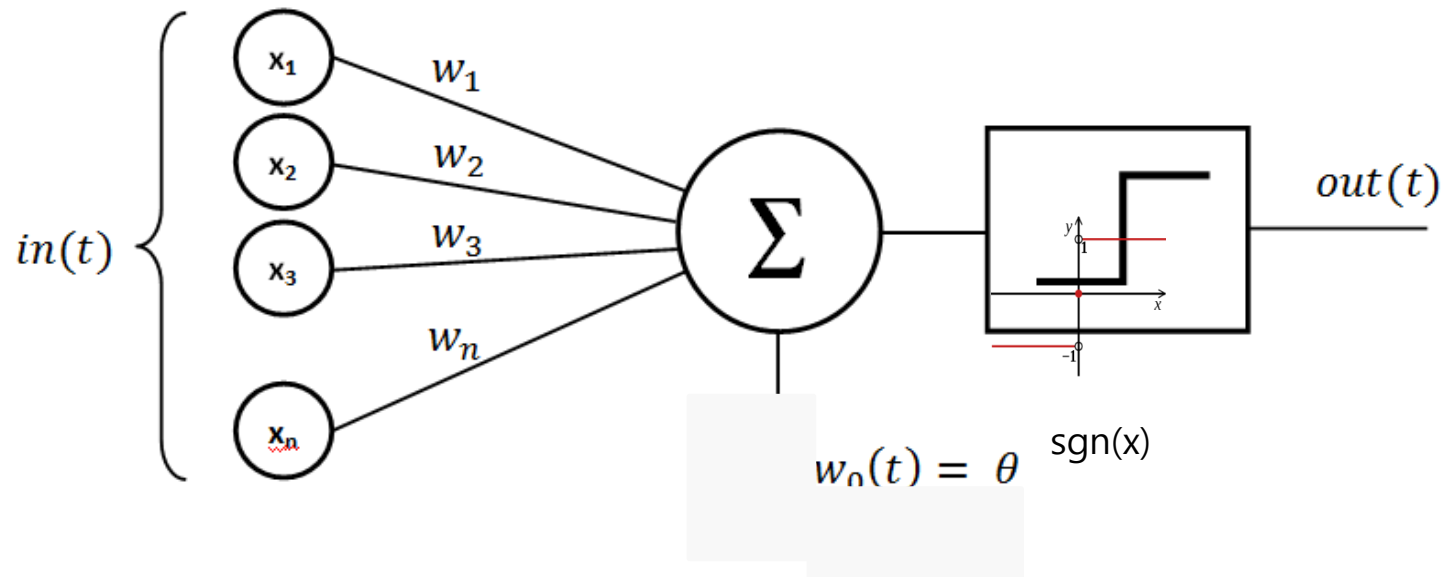 x₁
w₁
x₂
w₂
x₃
w₃
xₙ
wₙ
in(t)
Σ
y
1
x
−1
out(t)
w₀(t) = θ
sgn(x)